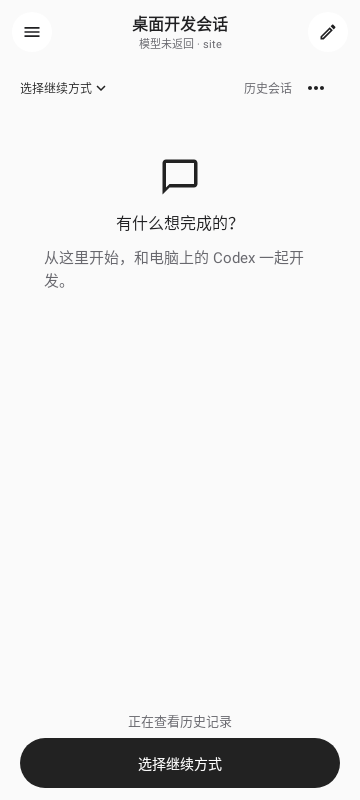 桌面开发会话
模型未返回 · site
选择继续方式
历史会话
有什么想完成的？
从这里开始，和电脑上的 Codex 一起开
发。
正在查看历史记录
选择继续方式